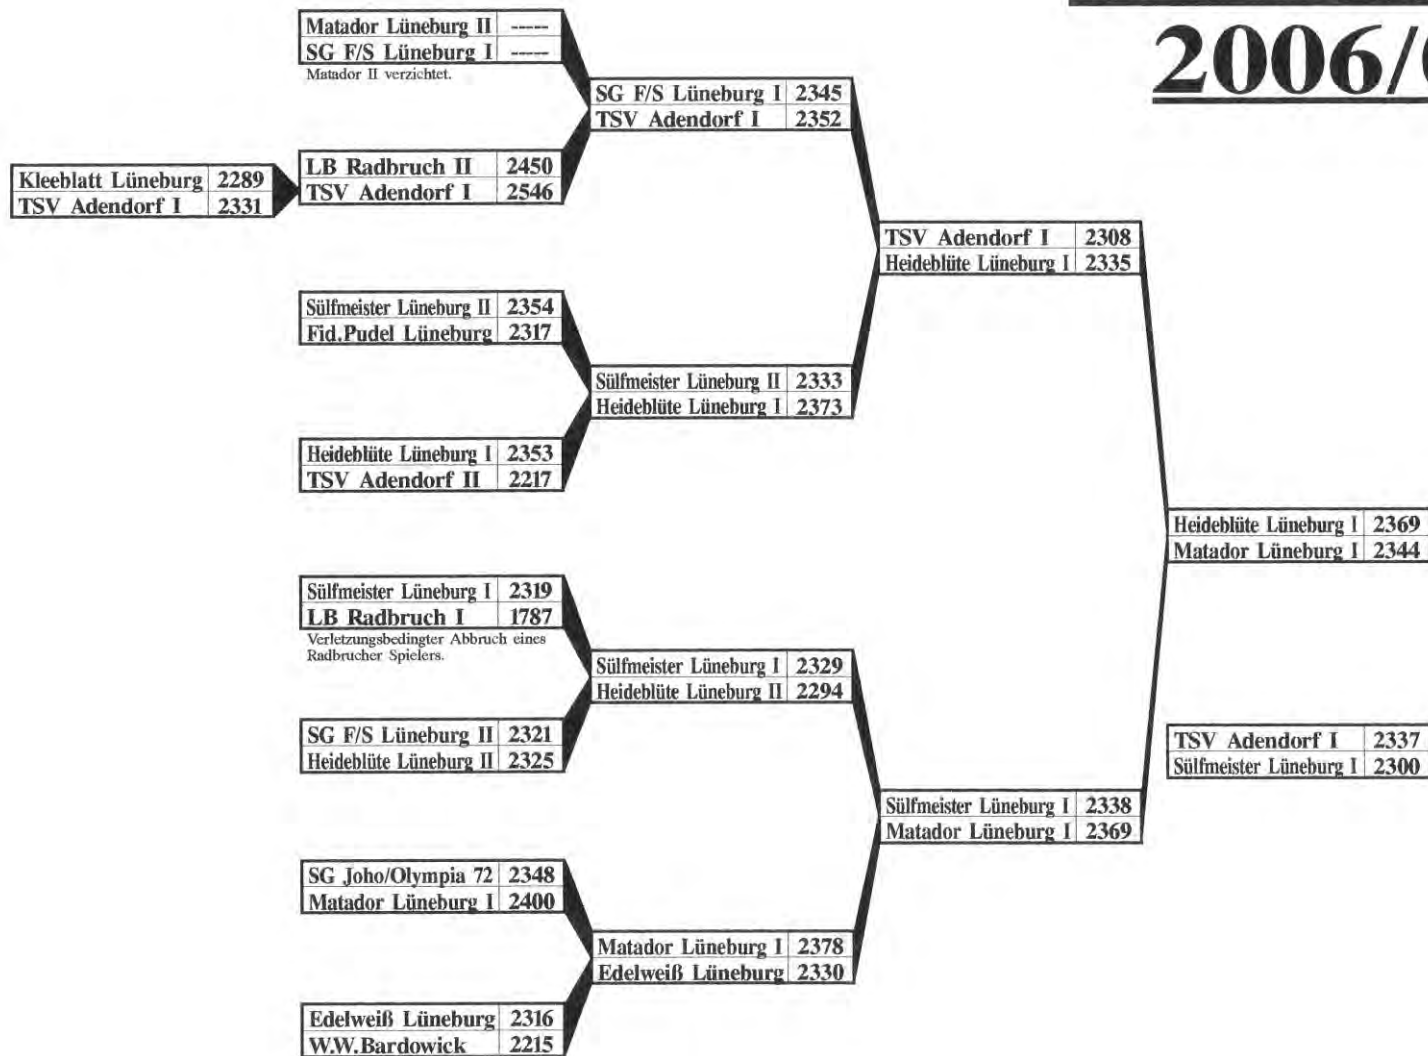 2006/0
Matador Lüneburg II -----
SG F/S Lüneburg I -----
Matador II verzichtet.
SG F/S Lüneburg I 2345
TSV Adendorf I 2352
LB Radbruch II 2450
TSV Adendorf I 2546
Kleeblatt Lüneburg 2289
TSV Adendorf I 2331
TSV Adendorf I 2308
Heideblüte Lüneburg I 2335
Sülfmeister Lüneburg II 2354
Fid.Pudel Lüneburg 2317
Sülfmeister Lüneburg II 2333
Heideblüte Lüneburg I 2373
Heideblüte Lüneburg I 2353
TSV Adendorf II 2217
Heideblüte Lüneburg I 2369
Matador Lüneburg I 2344
Sülfmeister Lüneburg I 2319
LB Radbruch I 1787
Verletzungsbedingter Abbruch eines
Radbrucher Spielers.
Sülfmeister Lüneburg I 2329
Heideblüte Lüneburg II 2294
SG F/S Lüneburg II 2321
Heideblüte Lüneburg II 2325
TSV Adendorf I 2337
Sülfmeister Lüneburg I 2300
Sülfmeister Lüneburg I 2338
Matador Lüneburg I 2369
SG Joho/Olympia 72 2348
Matador Lüneburg I 2400
Matador Lüneburg I 2378
Edelweiß Lüneburg 2330
Edelweiß Lüneburg 2316
W.W.Bardowick 2215